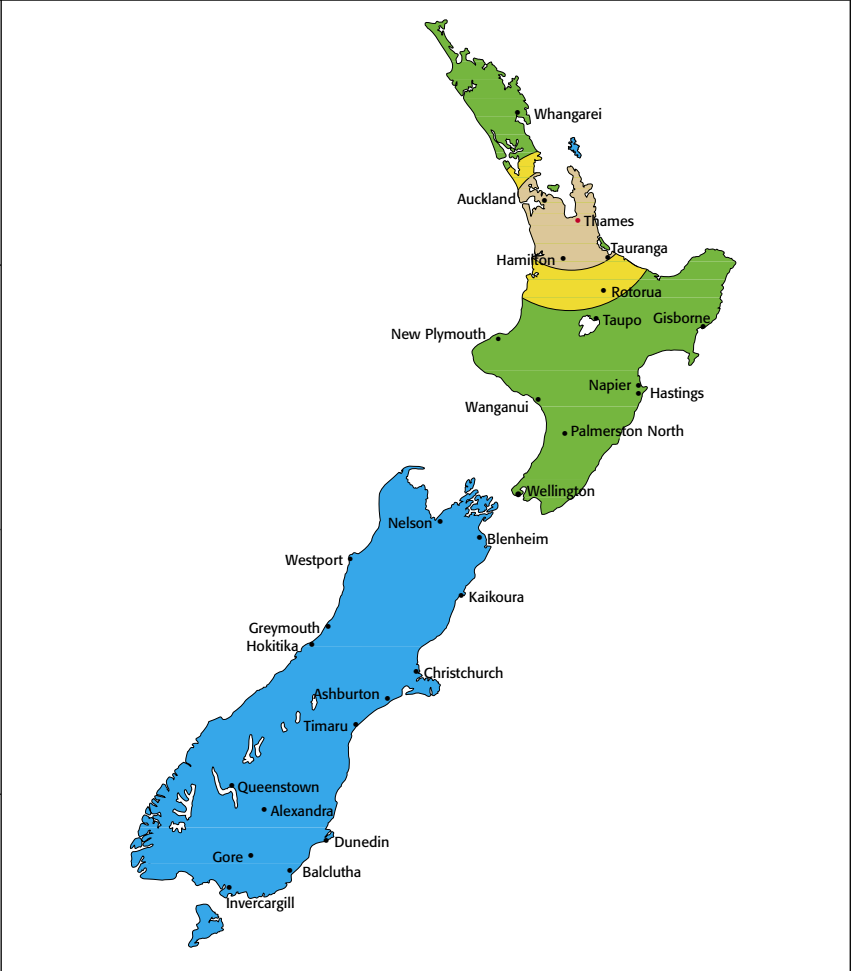 Whangarei
Auckland
Thames
Tauranga
Hamilton
Rotorua
Taupo
Gisborne
New Plymouth
Napier
Hastings
Wanganui
Palmerston North
Wellington
Nelson
Blenheim
Westport
Kaikoura
Greymouth
Hokitika
Christchurch
Ashburton
Timaru
Queenstown
Alexandra
Dunedin
Gore
Balclutha
Invercargill